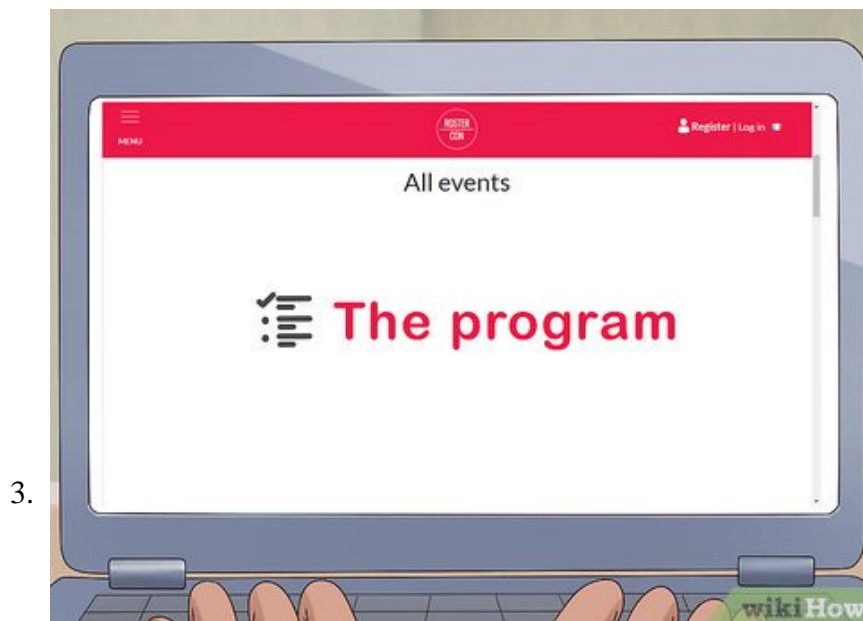 MENU
ROSTER
CON
Register | Log in
All events
The program
3.
wikiHow